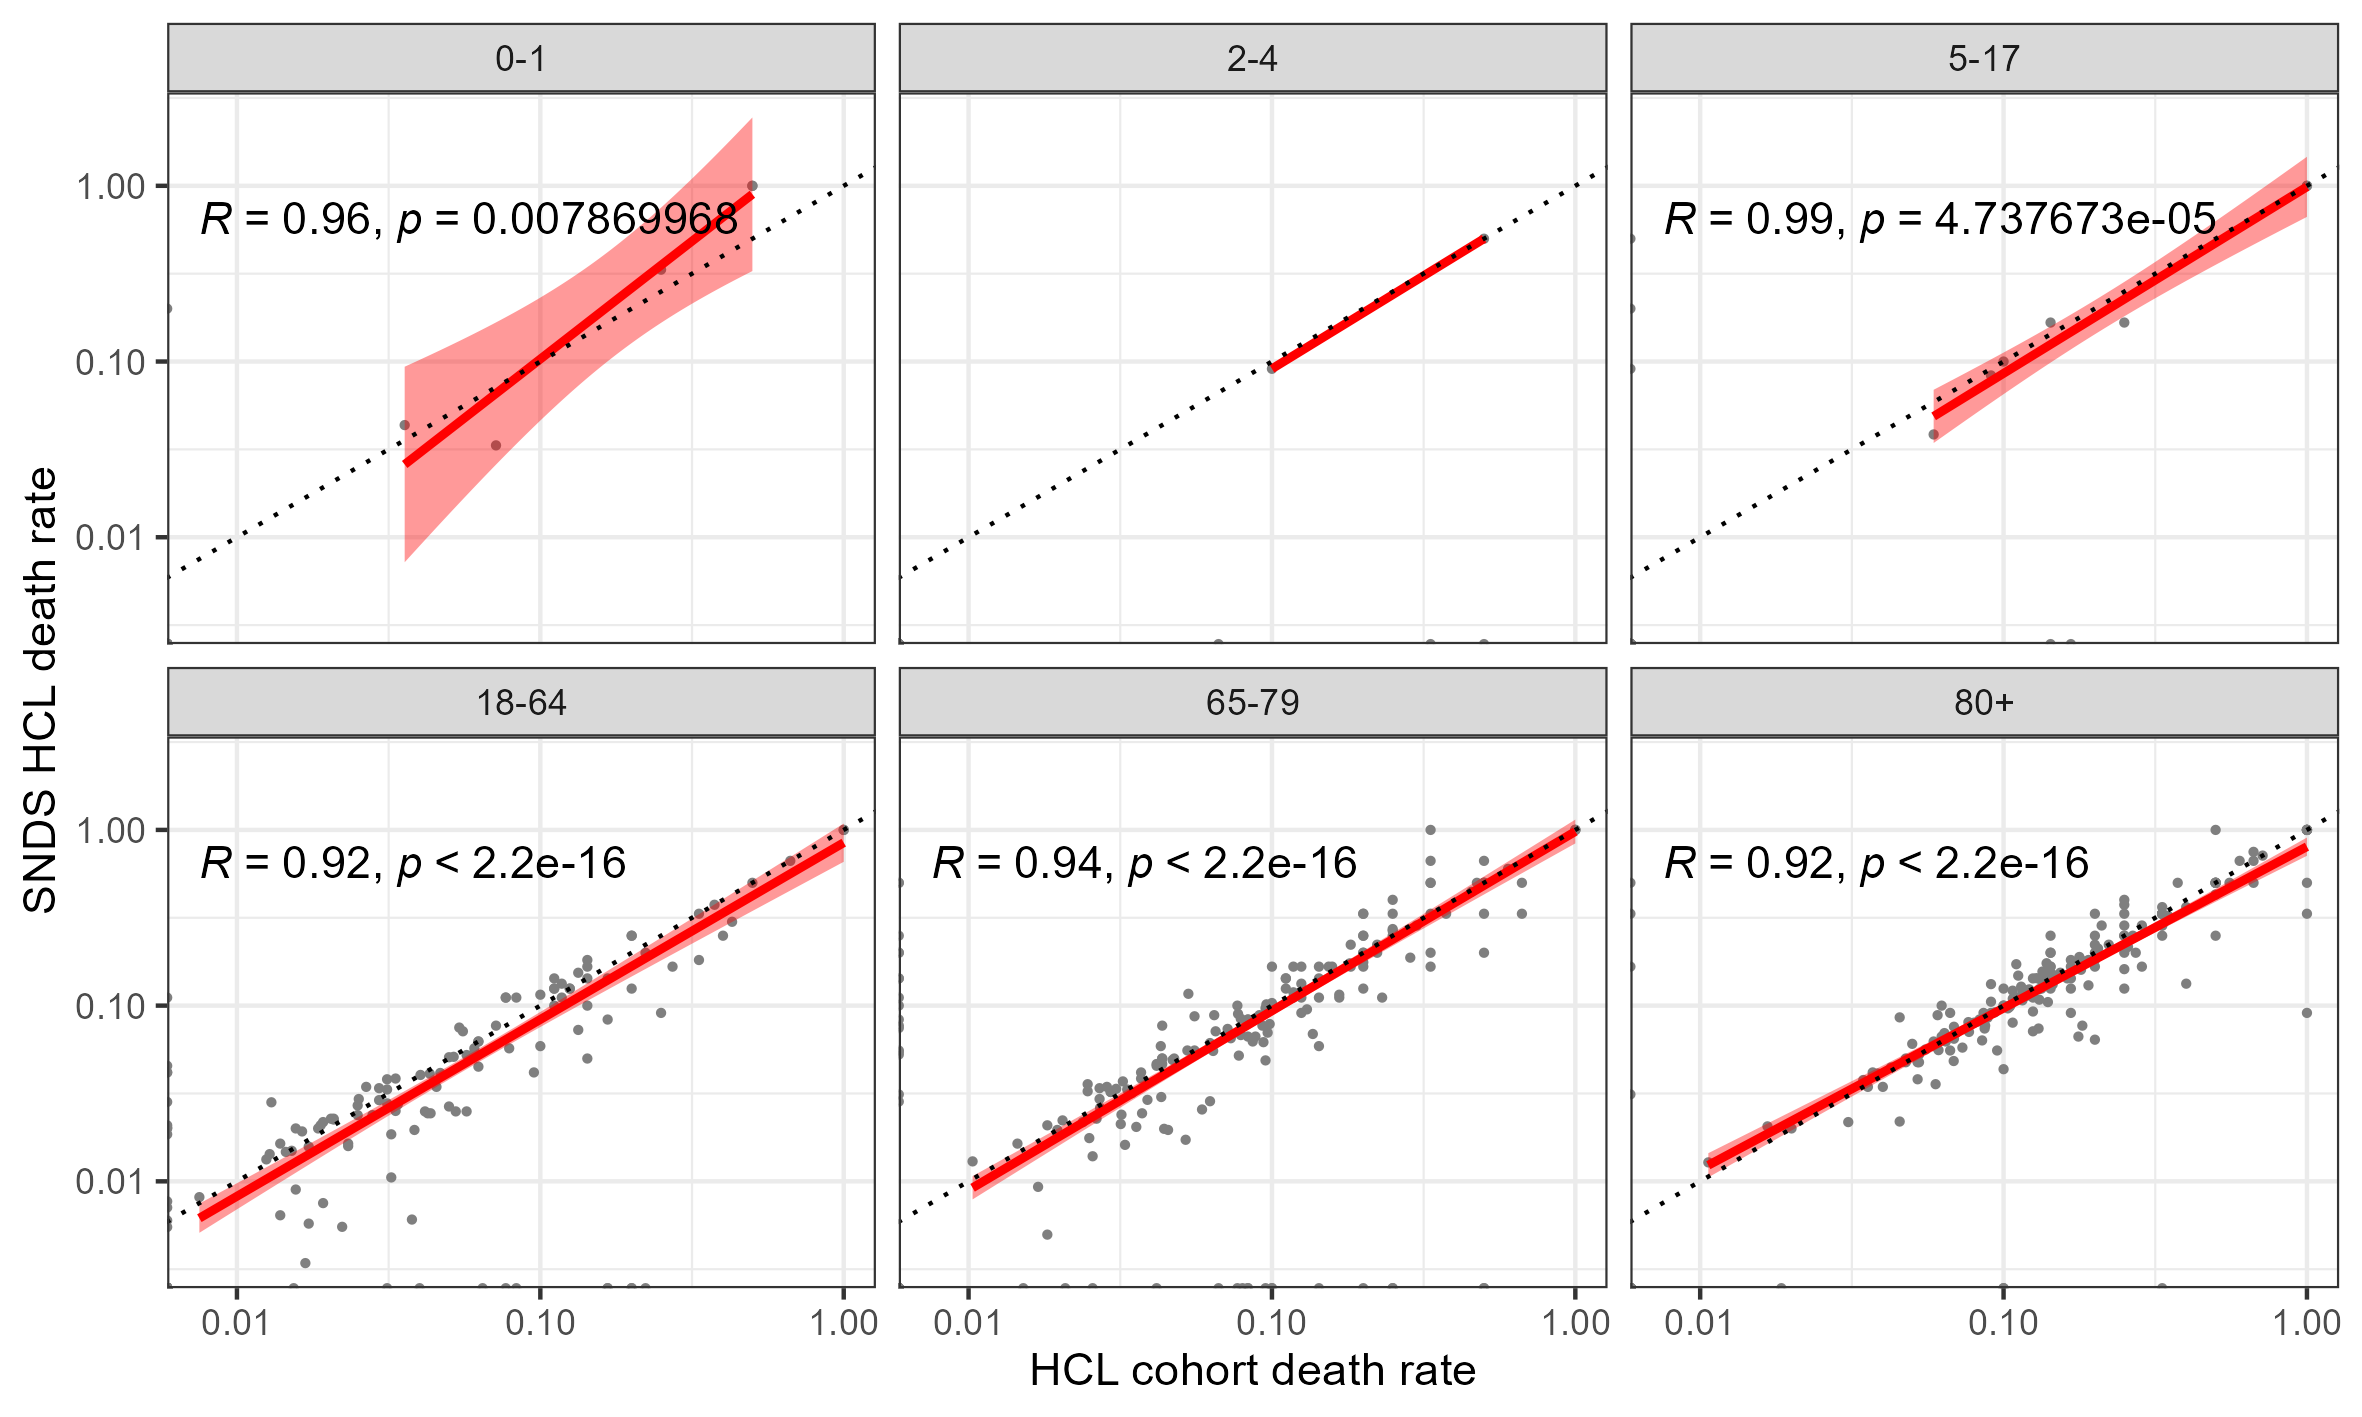 0-1
2-4
5-17
R = 0.96, p = 0.007869968
R = 0.99, p = 4.737673e-05
1.00
0.10
0.01
18-64
65-79
80+
R = 0.92, p < 2.2e-16
R = 0.94, p < 2.2e-16
R = 0.92, p < 2.2e-16
1.00
0.10
0.01
0.01 0.10 1.00
0.01 0.10 1.00
0.01 0.10 1.00
HCL cohort death rate
SNDS HCL death rate